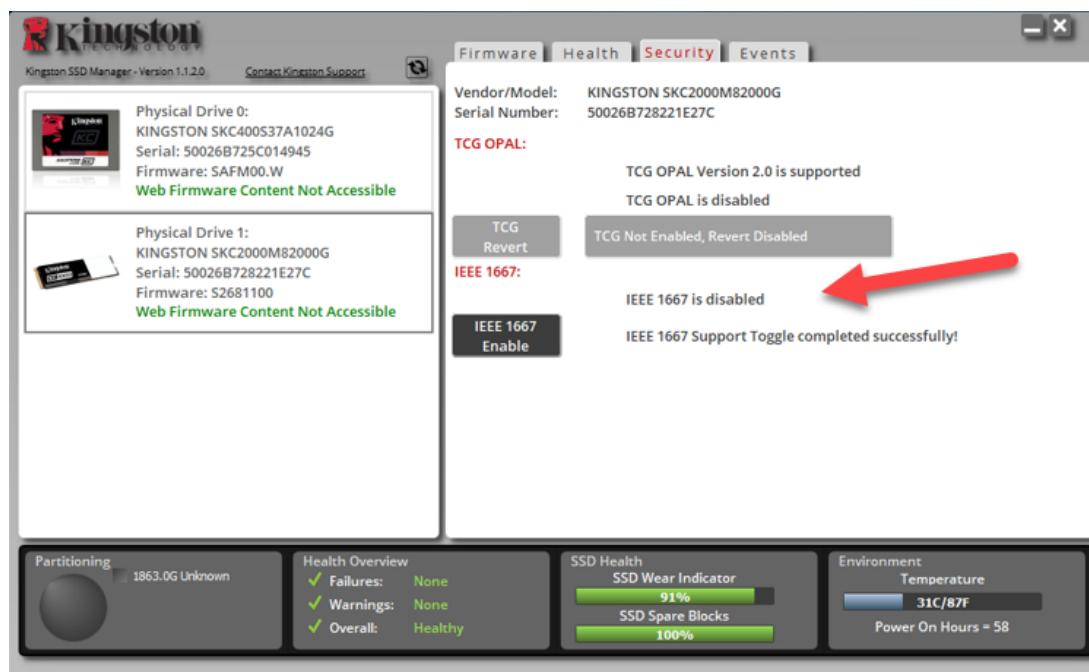 Kingston
TECHNOLOGY
Kingston SSD Manager - Version 1.1.2.0
Contact Kingston Support
Firmware
Health
Security
Events
Physical Drive 0:
KINGSTON SKC400S37A1024G
Serial: 50026B725C014945
Firmware: SAFM00.W
Web Firmware Content Not Accessible
Physical Drive 1:
KINGSTON SKC2000M82000G
Serial: 50026B728221E27C
Firmware: S2681100
Web Firmware Content Not Accessible
Vendor/Model: KINGSTON SKC2000M82000G
Serial Number: 50026B728221E27C
TCG OPAL:
TCG OPAL Version 2.0 is supported
TCG OPAL is disabled
TCG
Revert
TCG Not Enabled, Revert Disabled
IEEE 1667:
IEEE 1667 is disabled
IEEE 1667
Enable
IEEE 1667 Support Toggle completed successfully!
Partitioning
1863.0G Unknown
Health Overview
Failures: None
Warnings: None
Overall: Healthy
SSD Health
SSD Wear Indicator
91%
SSD Spare Blocks
100%
Environment
Temperature
31C/87F
Power On Hours = 58